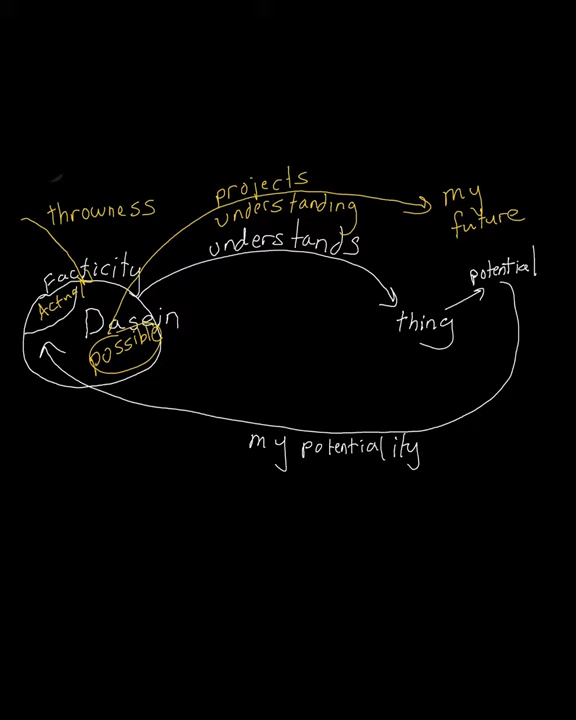 projects
my
throwness
understanding
future
understands
Facticity
potential
Actual
Dasein
thing
possible
my potentiality